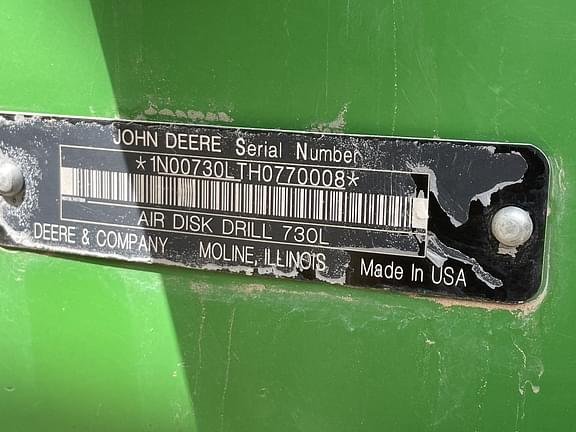 JOHN DEERE Serial Number
*1N00730LTH0770008*
AIR DISK DRILL 730L
DEERE & COMPANY MOLINE, ILLINOIS Made In USA